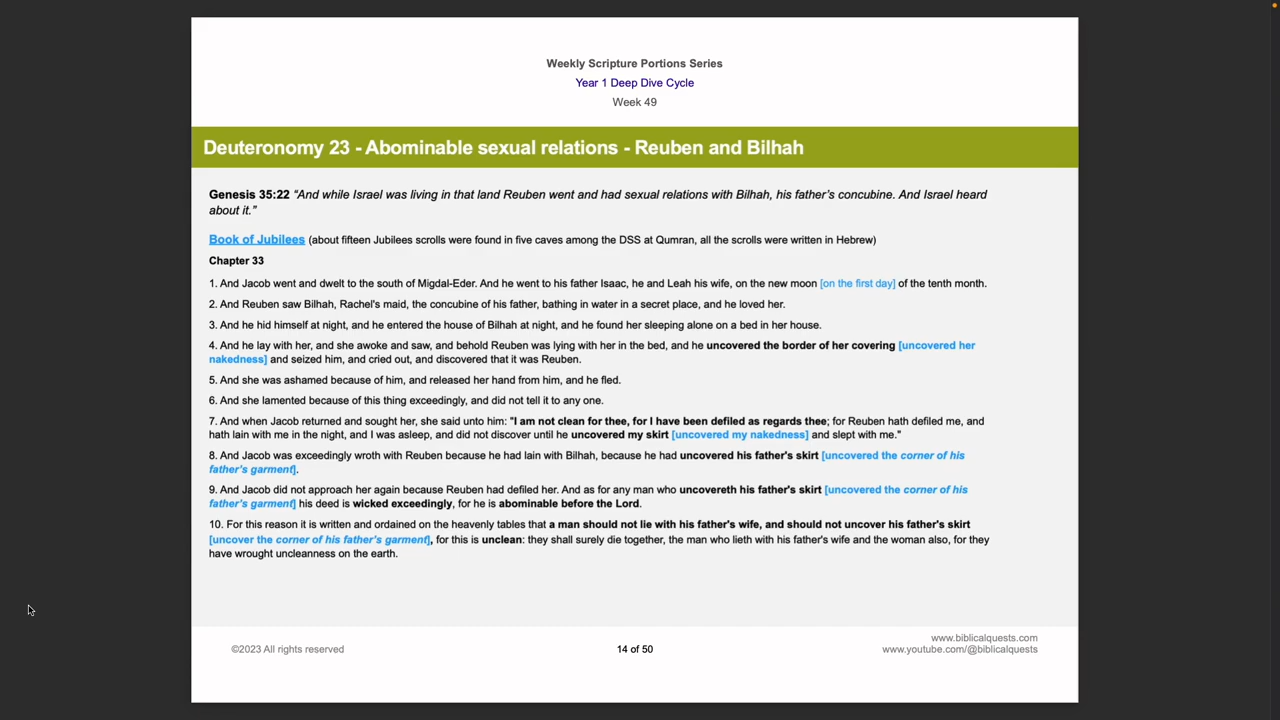 Weekly Scripture Portions Series
Year 1 Deep Dive Cycle
Week 49
Deuteronomy 23 - Abominable sexual relations - Reuben and Bilhah
Genesis 35:22 “And while Israel was living in that land Reuben went and had sexual relations with Bilhah, his father’s concubine. And Israel heard
about it.”
Book of Jubilees (about fifteen Jubilees scrolls were found in five caves among the DSS at Qumran, all the scrolls were written in Hebrew)
Chapter 33
1. And Jacob went and dwelt to the south of Migdal-Eder. And he went to his father Isaac, he and Leah his wife, on the new moon [on the first day] of the tenth month.
2. And Reuben saw Bilhah, Rachel's maid, the concubine of his father, bathing in water in a secret place, and he loved her.
3. And he hid himself at night, and he entered the house of Bilhah at night, and he found her sleeping alone on a bed in her house.
4. And he lay with her, and she awoke and saw, and behold Reuben was lying with her in the bed, and he uncovered the border of her covering [uncovered her
nakedness] and seized him, and cried out, and discovered that it was Reuben.
5. And she was ashamed because of him, and released her hand from him, and he fled.
6. And she lamented because of this thing exceedingly, and did not tell it to any one.
7. And when Jacob returned and sought her, she said unto him: "I am not clean for thee, for I have been defiled as regards thee; for Reuben hath defiled me, and
hath lain with me in the night, and I was asleep, and did not discover until he uncovered my skirt [uncovered my nakedness] and slept with me."
8. And Jacob was exceedingly wroth with Reuben because he had lain with Bilhah, because he had uncovered his father's skirt [uncovered the corner of his
father's garment].
9. And Jacob did not approach her again because Reuben had defiled her. And as for any man who uncovereth his father's skirt [uncovered the corner of his
father's garment] his deed is wicked exceedingly, for he is abominable before the Lord.
10. For this reason it is written and ordained on the heavenly tables that a man should not lie with his father's wife, and should not uncover his father's skirt
[uncover the corner of his father's garment], for this is unclean: they shall surely die together, the man who lieth with his father's wife and the woman also, for they
have wrought uncleanness on the earth.
www.biblicalquests.com
©2023 All rights reserved
14 of 50
www.youtube.com/@biblicalquests